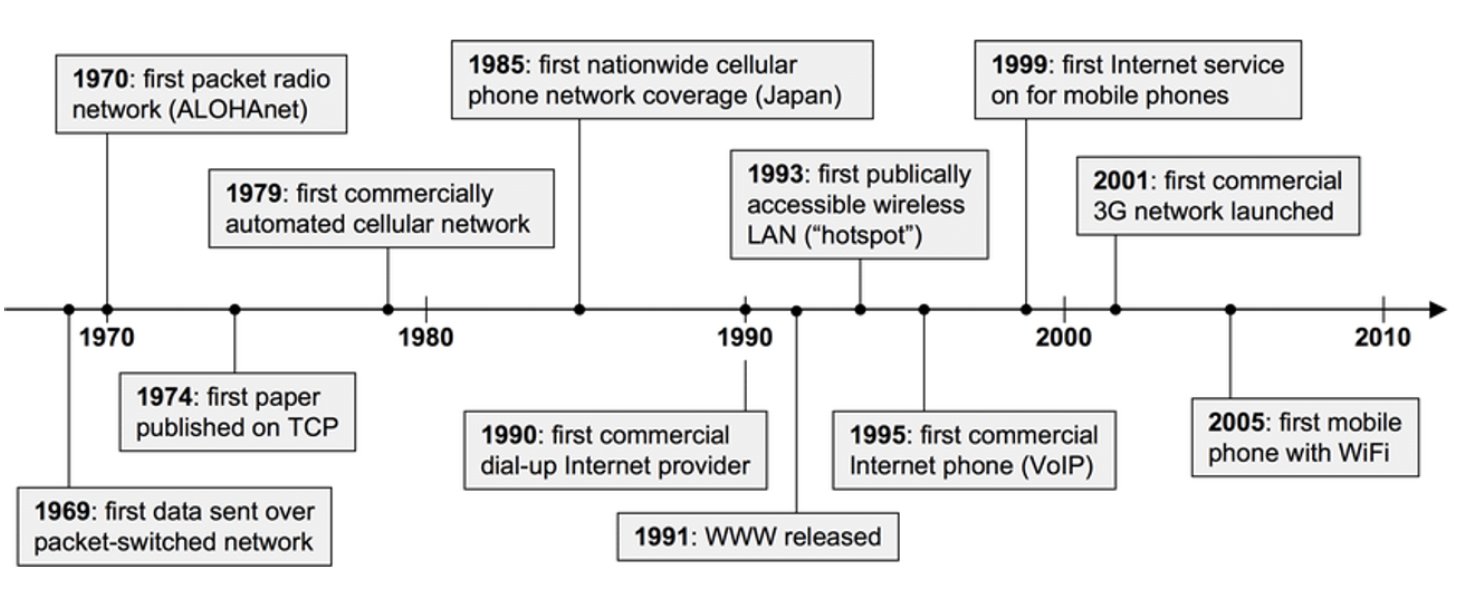 1970: first packet radio
network (ALOHAnet)
1985: first nationwide cellular
phone network coverage (Japan)
1999: first Internet service
on for mobile phones
1979: first commercially
automated cellular network
1993: first publically
accessible wireless
LAN (“hotspot”)
2001: first commercial
3G network launched
1970
1980
1990
2000
2010
1974: first paper
published on TCP
1990: first commercial
dial-up Internet provider
1995: first commercial
Internet phone (VoIP)
2005: first mobile
phone with WiFi
1969: first data sent over
packet-switched network
1991: WWW released